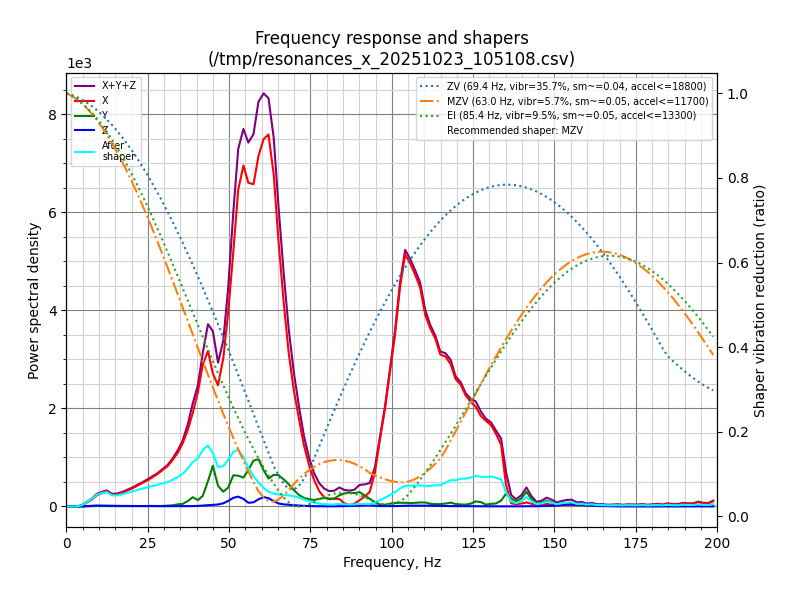 Frequency response and shapers
(/tmp/resonances_x_20251023_105108.csv)
1e3
X+Y+Z
X
Y
Z
After
shaper
ZV (69.4 Hz, vibr=35.7%, sm~=0.04, accel<=18800)
MZV (63.0 Hz, vibr=5.7%, sm~=0.05, accel<=11700)
EI (85.4 Hz, vibr=9.5%, sm~=0.05, accel<=13300)
Recommended shaper: MZV
Power spectral density
8
6
4
2
0
1.0
0.8
0.6
0.4
0.2
0.0
Shaper vibration reduction (ratio)
0 25 50 75 100 125 150 175 200
Frequency, Hz